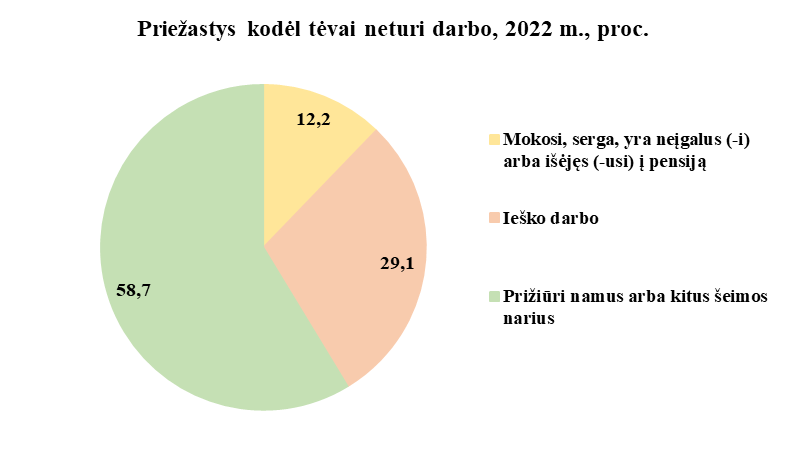 Priežastys kodėl tėvai neturi darbo, 2022 m., proc.
12,2
29,1
58,7
Mokosi, serga, yra neįgalus (-i)
arba išėjęs (-usi) į pensiją
Ieško darbo
Prižiūri namus arba kitus šeimos
narius